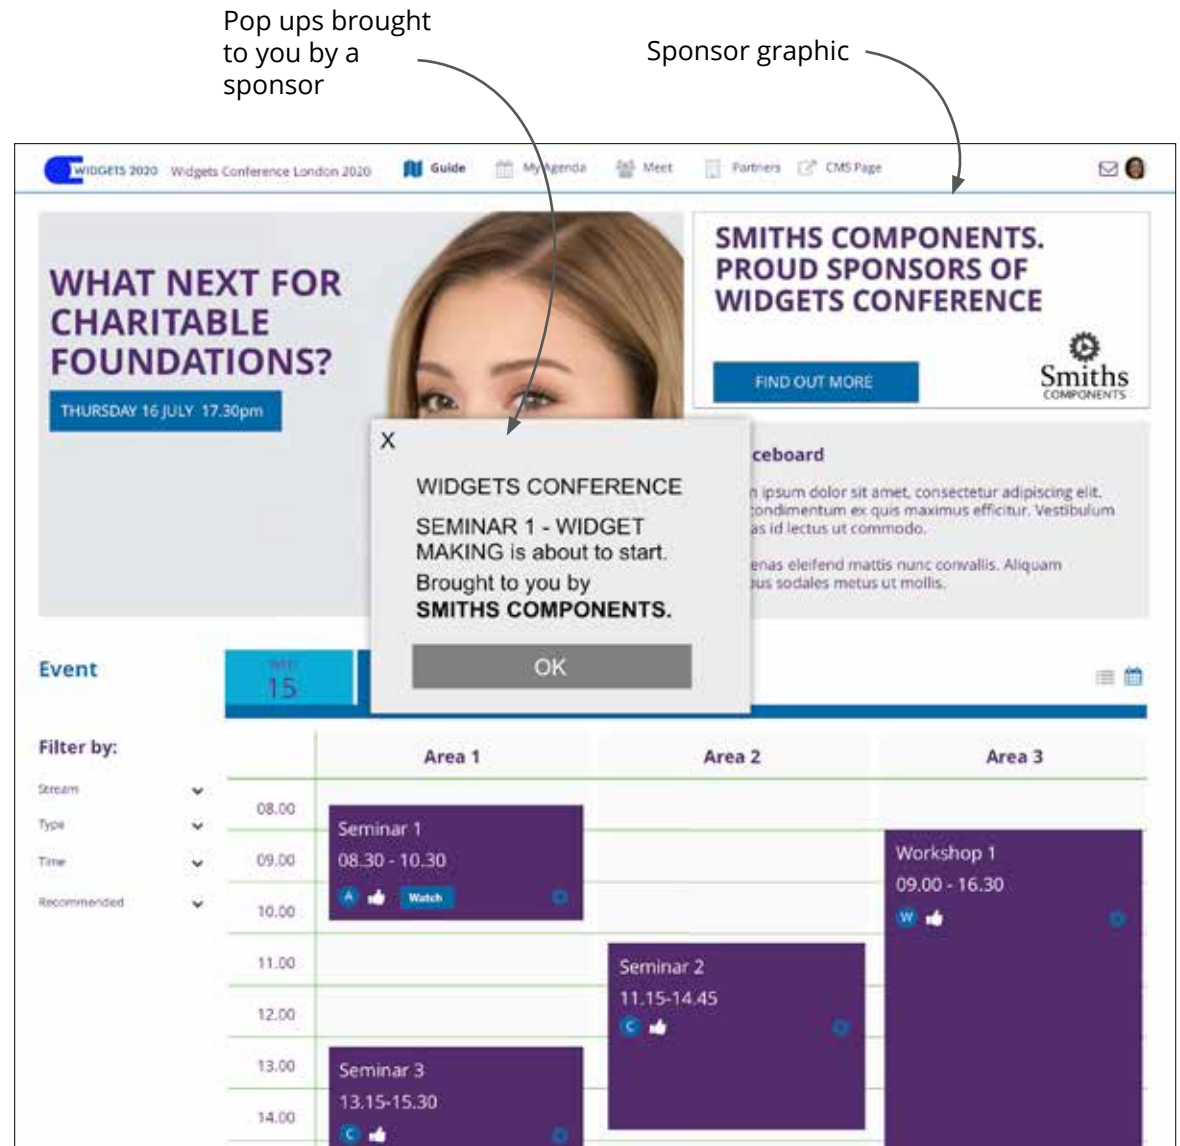 Pop ups brought
to you by a
sponsor
Sponsor graphic
WIDGETS 2020 Widgets Conference London 2020 Guide My Agenda Meet Partners CMS Page
WHAT NEXT FOR
CHARITABLE
FOUNDATIONS?
THURSDAY 16 JULY 17.30pm
SMITHS COMPONENTS.
PROUD SPONSORS OF
WIDGETS CONFERENCE
FIND OUT MORE
Smiths
COMPONENTS
X
WIDGETS CONFERENCE
SEMINAR 1 - WIDGET
MAKING is about to start.
Brought to you by
SMITHS COMPONENTS.
OK
ceboard
ipsum dolor sit amet, consectetur adipiscing elit.
condimentum ex quis maximus efficitur. Vestibulum
as id lectus ut commodo.
enas eleifend mattis nunc convallis. Aliquam
bus sodales metus ut mollis.
Event
15
Filter by:
Stream
Type
Time
Recommended
Area 1 Area 2 Area 3
08.00
09.00
10.00
11.00
12.00
13.00
14.00
Seminar 1
08.30 - 10.30
A Watch
Workshop 1
09.00 - 16.30
W
Seminar 2
11.15-14.45
C
Seminar 3
13.15-15.30
C